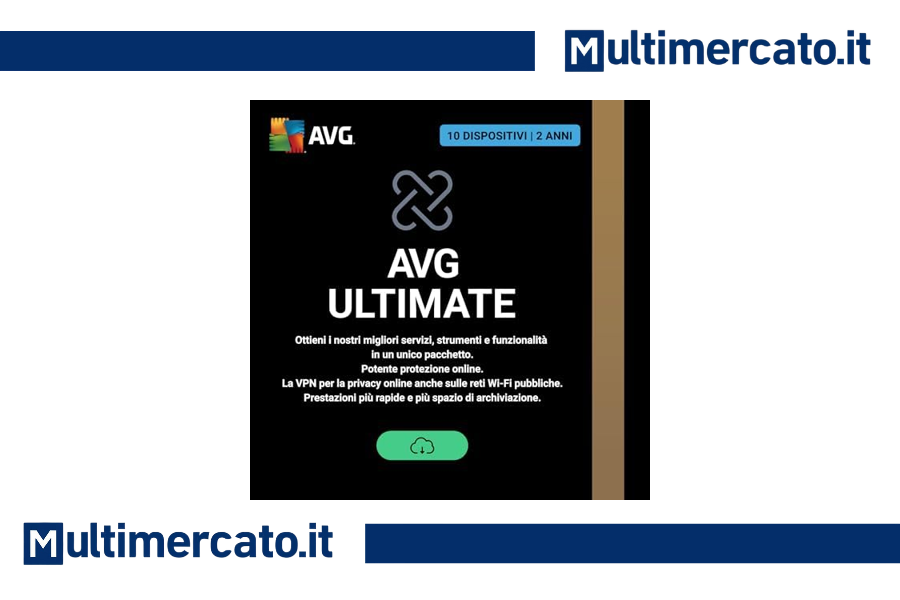 Multimercato.it
AVG
10 DISPOSITIVI | 2 ANNI
AVG
ULTIMATE
Ottieni i nostri migliori servizi, strumenti e funzionalità
in un unico pacchetto.
Potente protezione online.
La VPN per la privacy online anche sulle reti Wi-Fi pubbliche.
Prestazioni più rapide e più spazio di archiviazione.
Multimercato.it